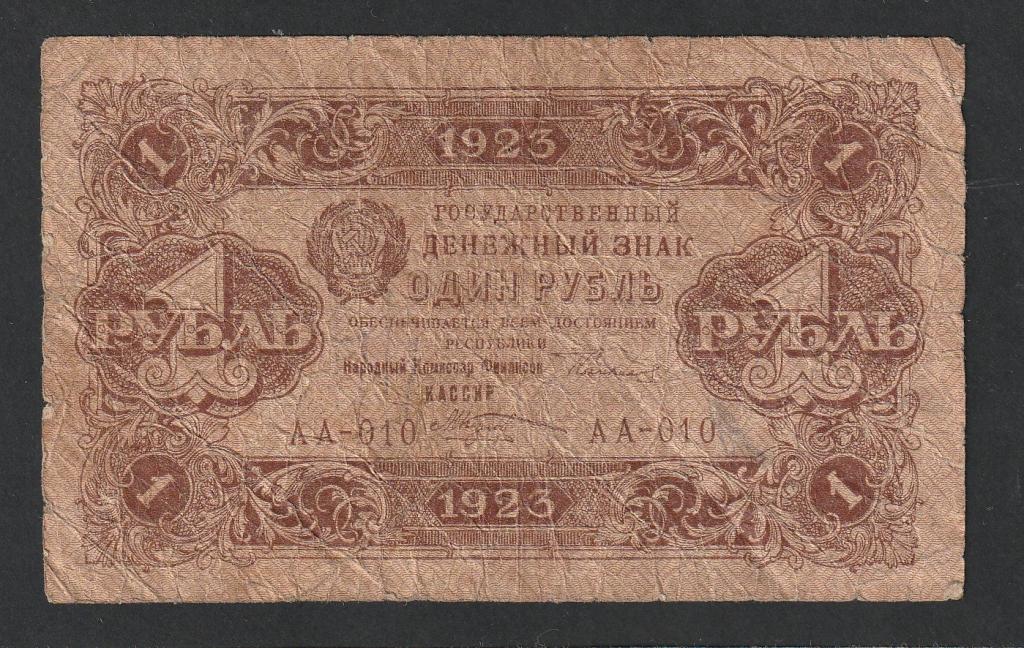 1923
1
1
ГОСУДАРСТВЕННЫЙ
ДЕНЕЖНЫЙ ЗНАК
ОДИН РУБЛЬ
1 РУБЛЬ
1 РУБЛЬ
ОБЕСПЕЧИВАЕТСЯ ВСЕМ ДОСТОЯНИЕМ
РЕСПУБЛИКИ
Народный Комиссар Финансов
КАССИР
АА-010
АА-010
1
1923
1